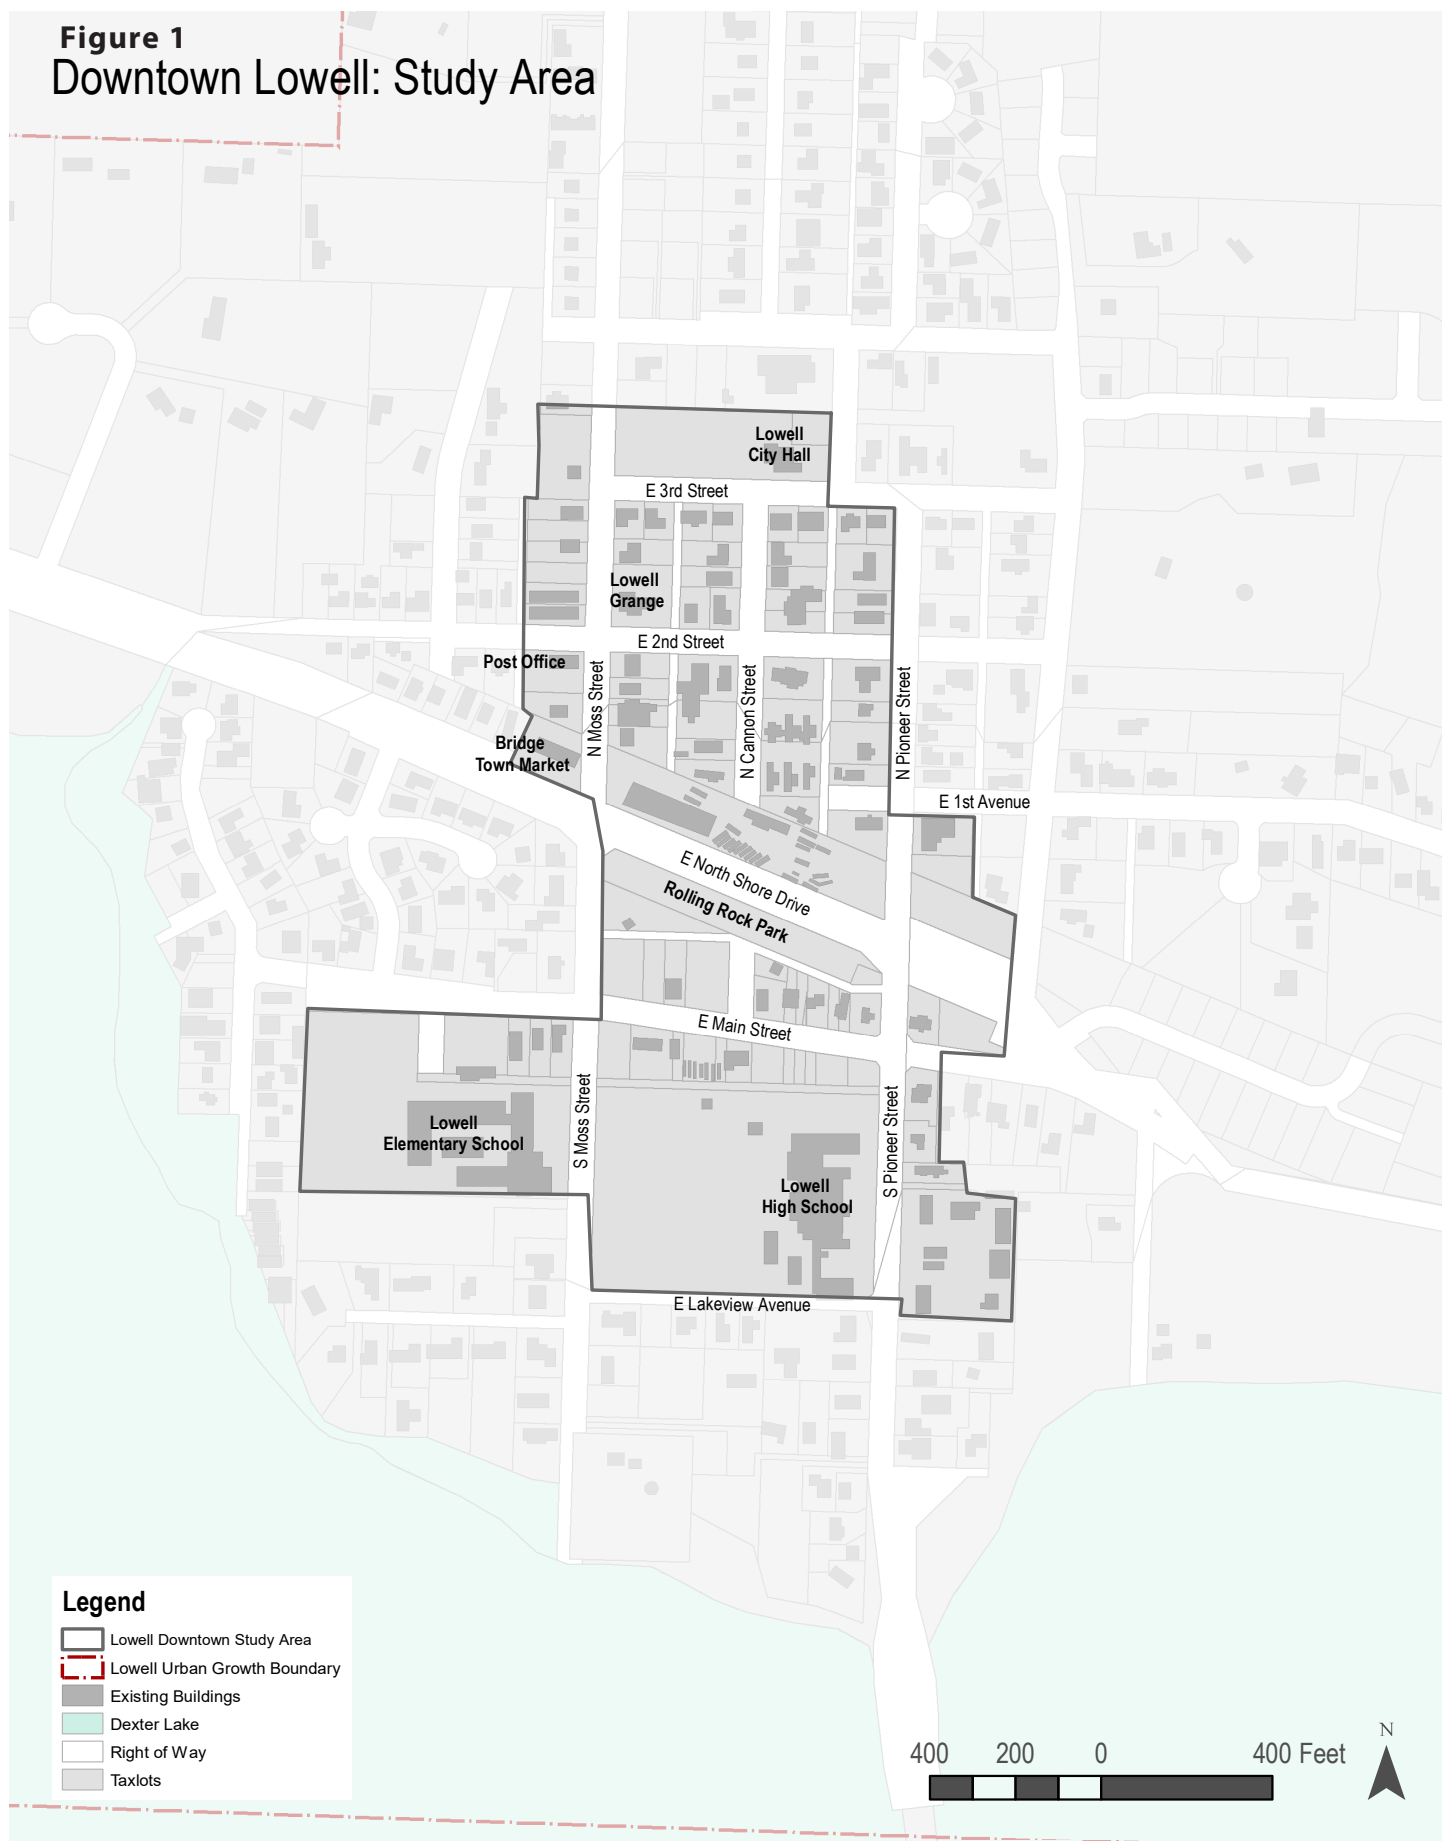 Figure 1
Downtown Lowell: Study Area
Lowell
City Hall
E 3rd Street
Lowell
Grange
E 2nd Street
Post Office
N Moss Street
N Cannon Street
N Pioneer Street
Bridge
Town Market
E 1st Avenue
E North Shore Drive
Rolling Rock Park
E Main Street
S Moss Street
S Pioneer Street
Lowell
Elementary School
Lowell
High School
E Lakeview Avenue
Legend
Lowell Downtown Study Area
Lowell Urban Growth Boundary
Existing Buildings
Dexter Lake
Right of Way
Taxlots
400 200 0 400 Feet
N